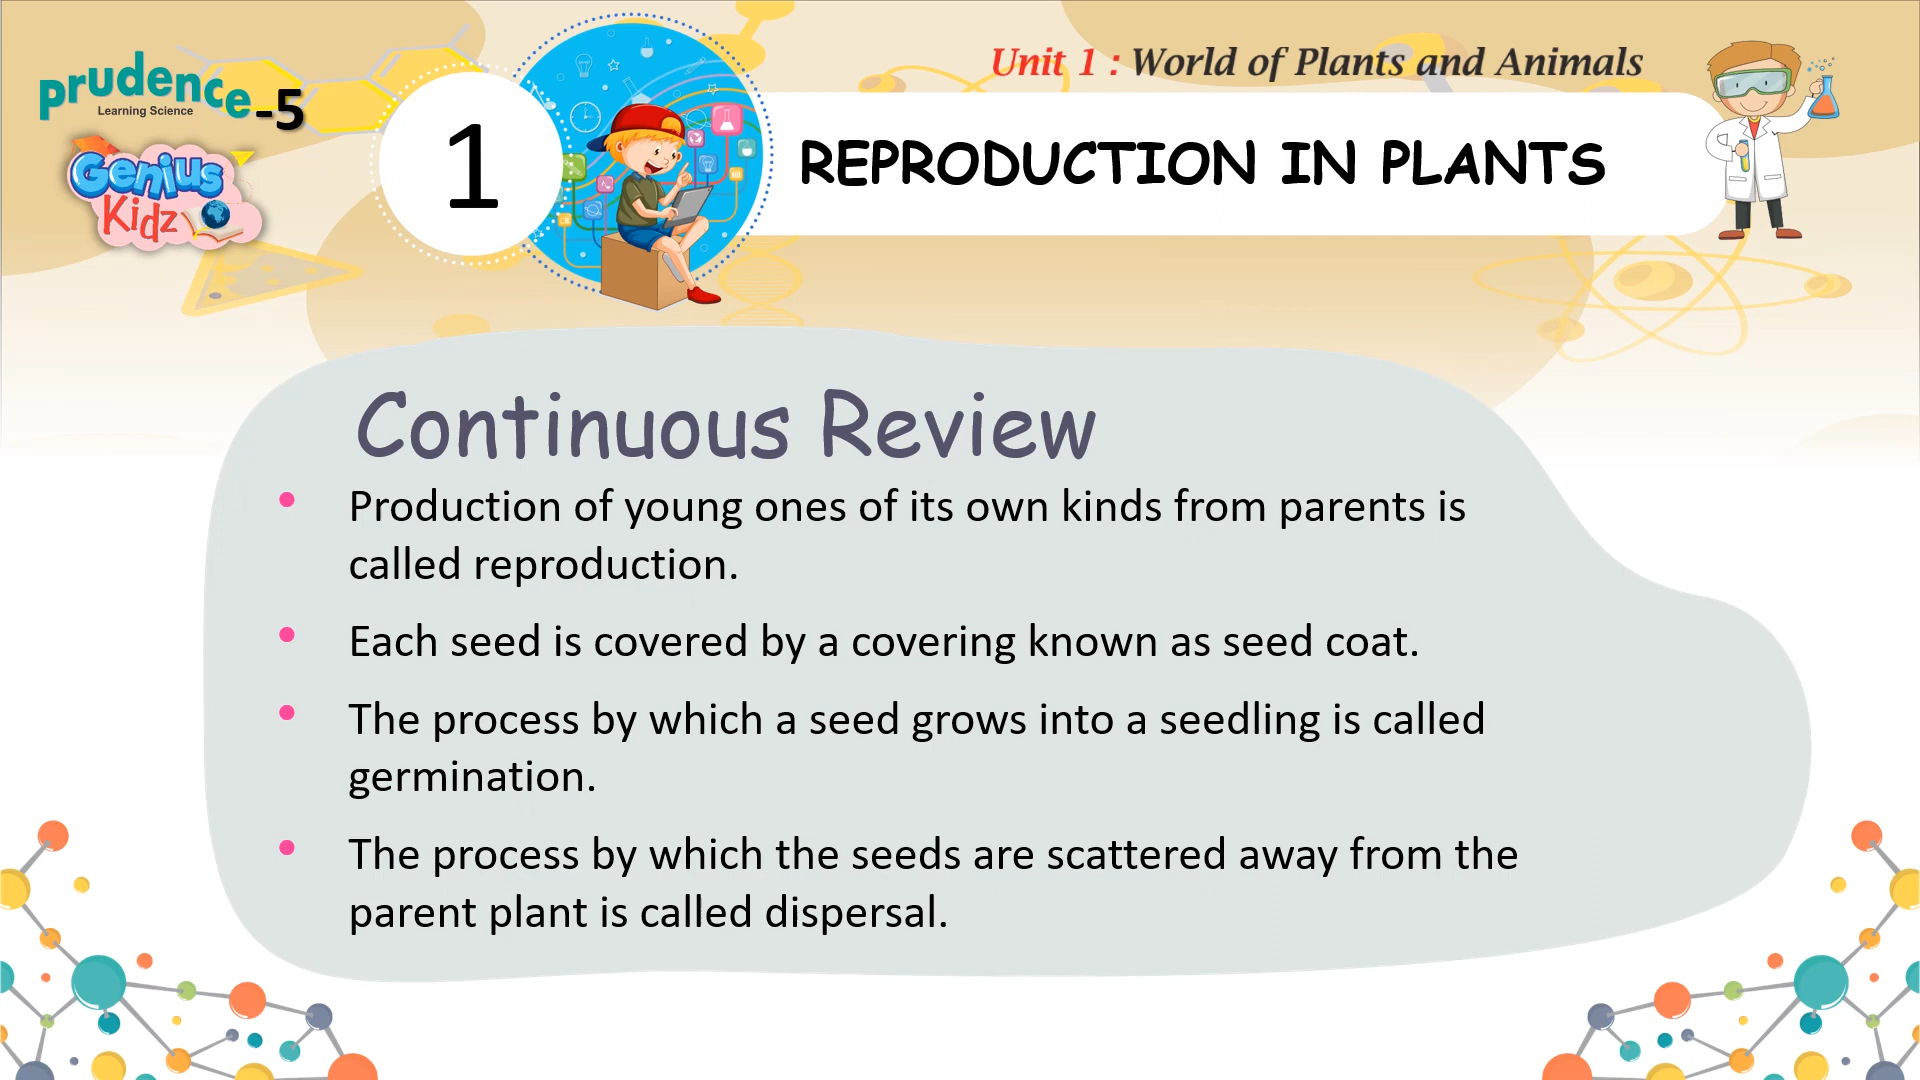 prudence-5
Learning Science
Genius
Kidz
1
Unit 1 : World of Plants and Animals
REPRODUCTION IN PLANTS
Continuous Review
• Production of young ones of its own kinds from parents is
called reproduction.
• Each seed is covered by a covering known as seed coat.
• The process by which a seed grows into a seedling is called
germination.
• The process by which the seeds are scattered away from the
parent plant is called dispersal.